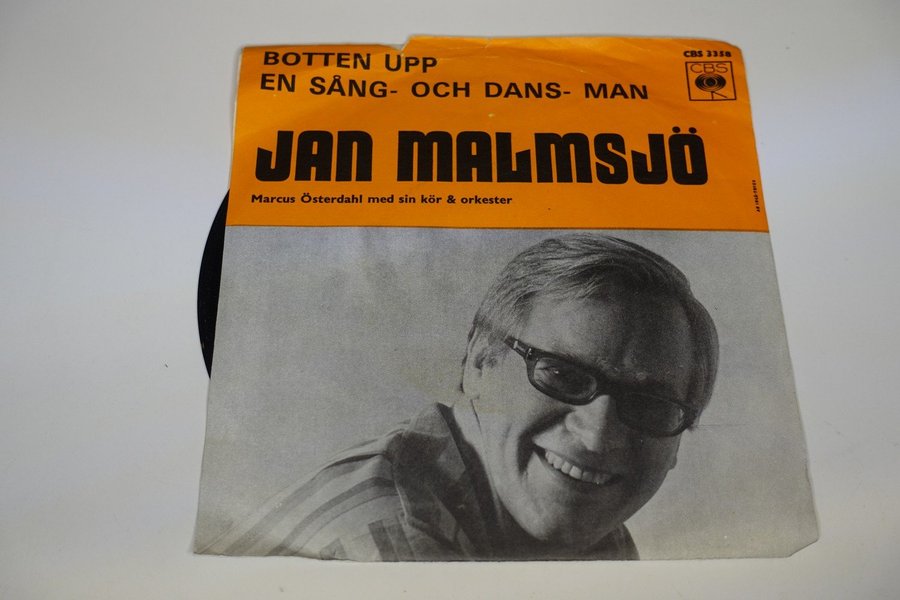 BOTTEN UPP
EN SÅNG- OCH DANS- MAN
CBS 3358
CBS
JAN MALMSJÖ
Marcus Österdahl med sin kör & orkester